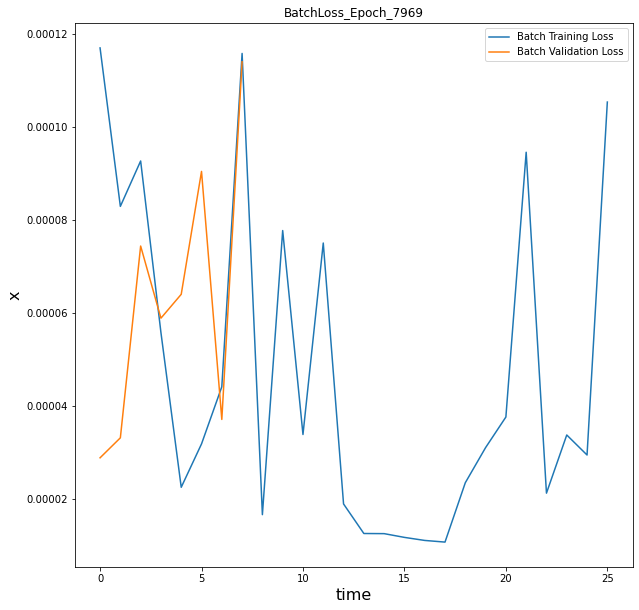 BatchLoss_Epoch_7969
Batch Training Loss
Batch Validation Loss
0.00012
0.00010
0.00008
0.00006
0.00004
0.00002
x
0 5 10 15 20 25
time